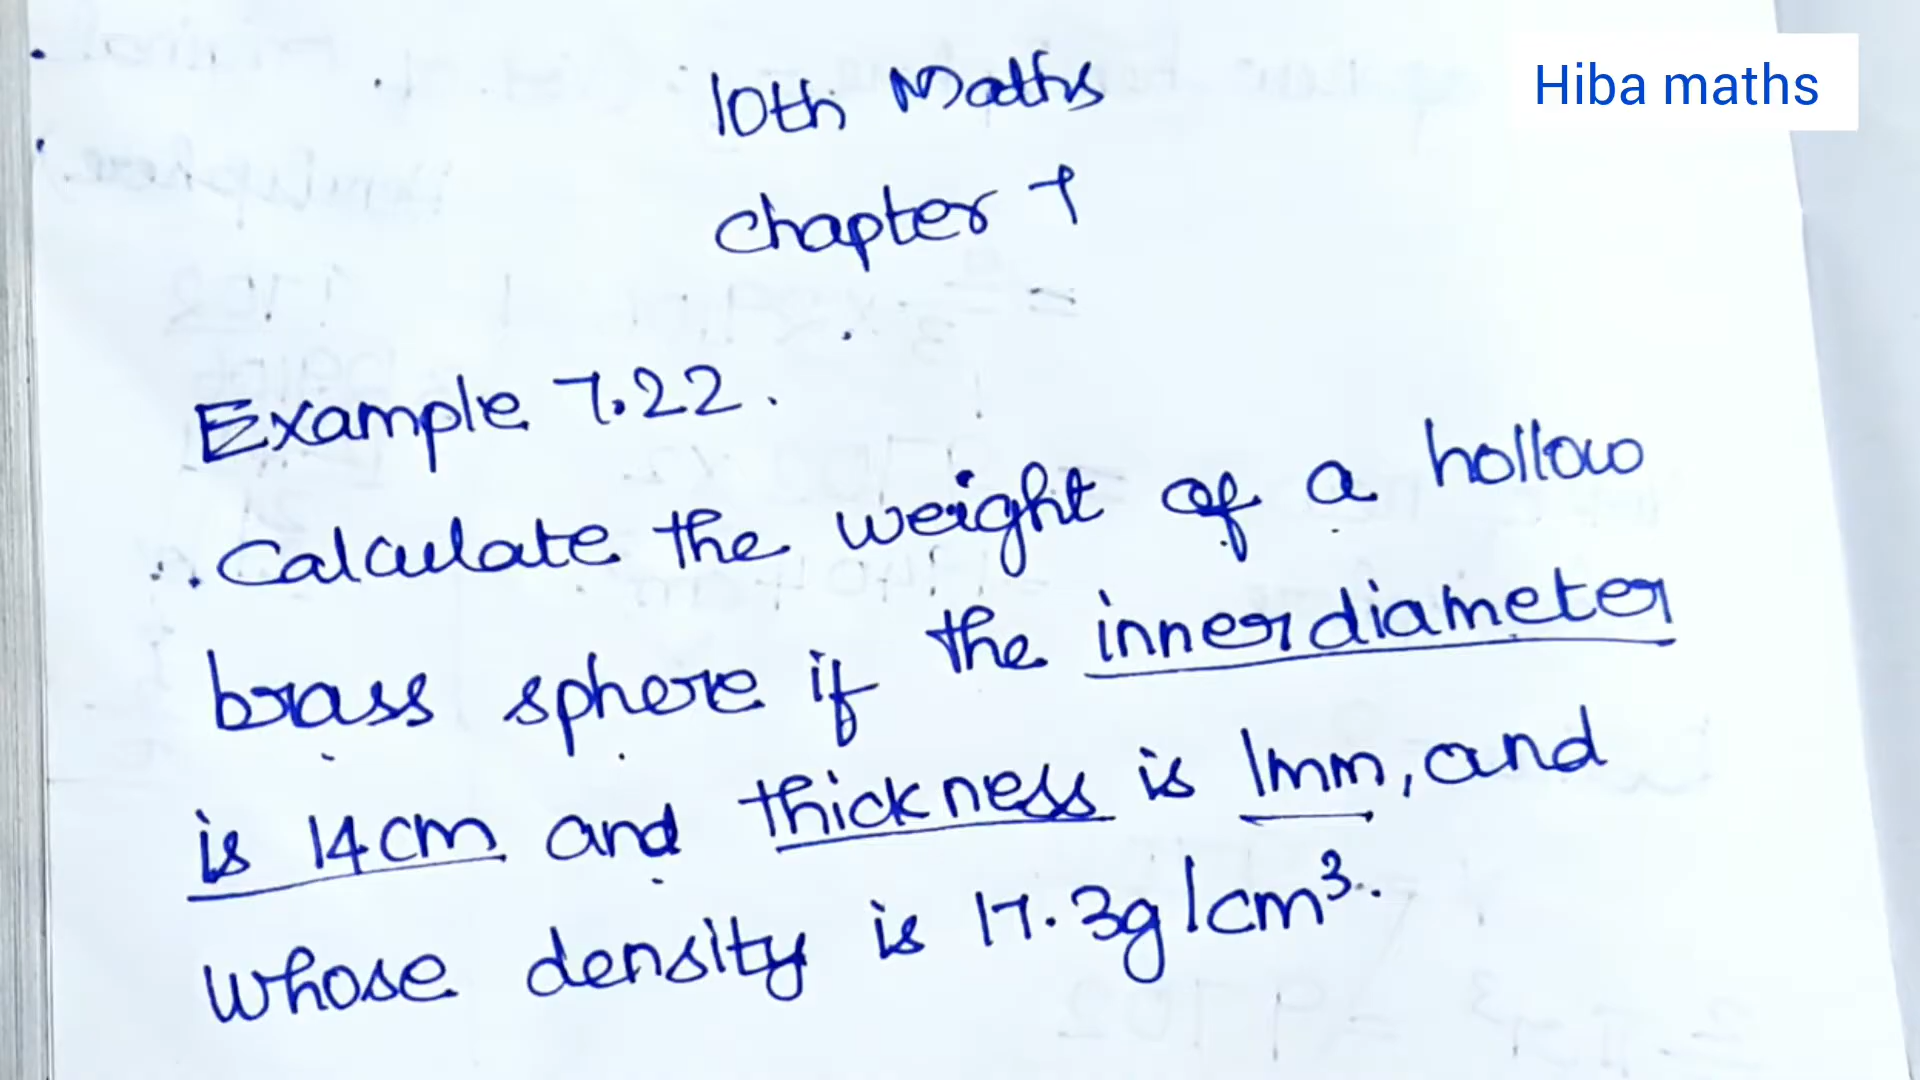 Hiba maths
10th Maths
Chapter 7
Example 7.22.
Calculate the weight of a hollow
brass sphere if the inner diameter
is 14cm and thickness is 1mm, and
whose density is 17.3g/cm³.